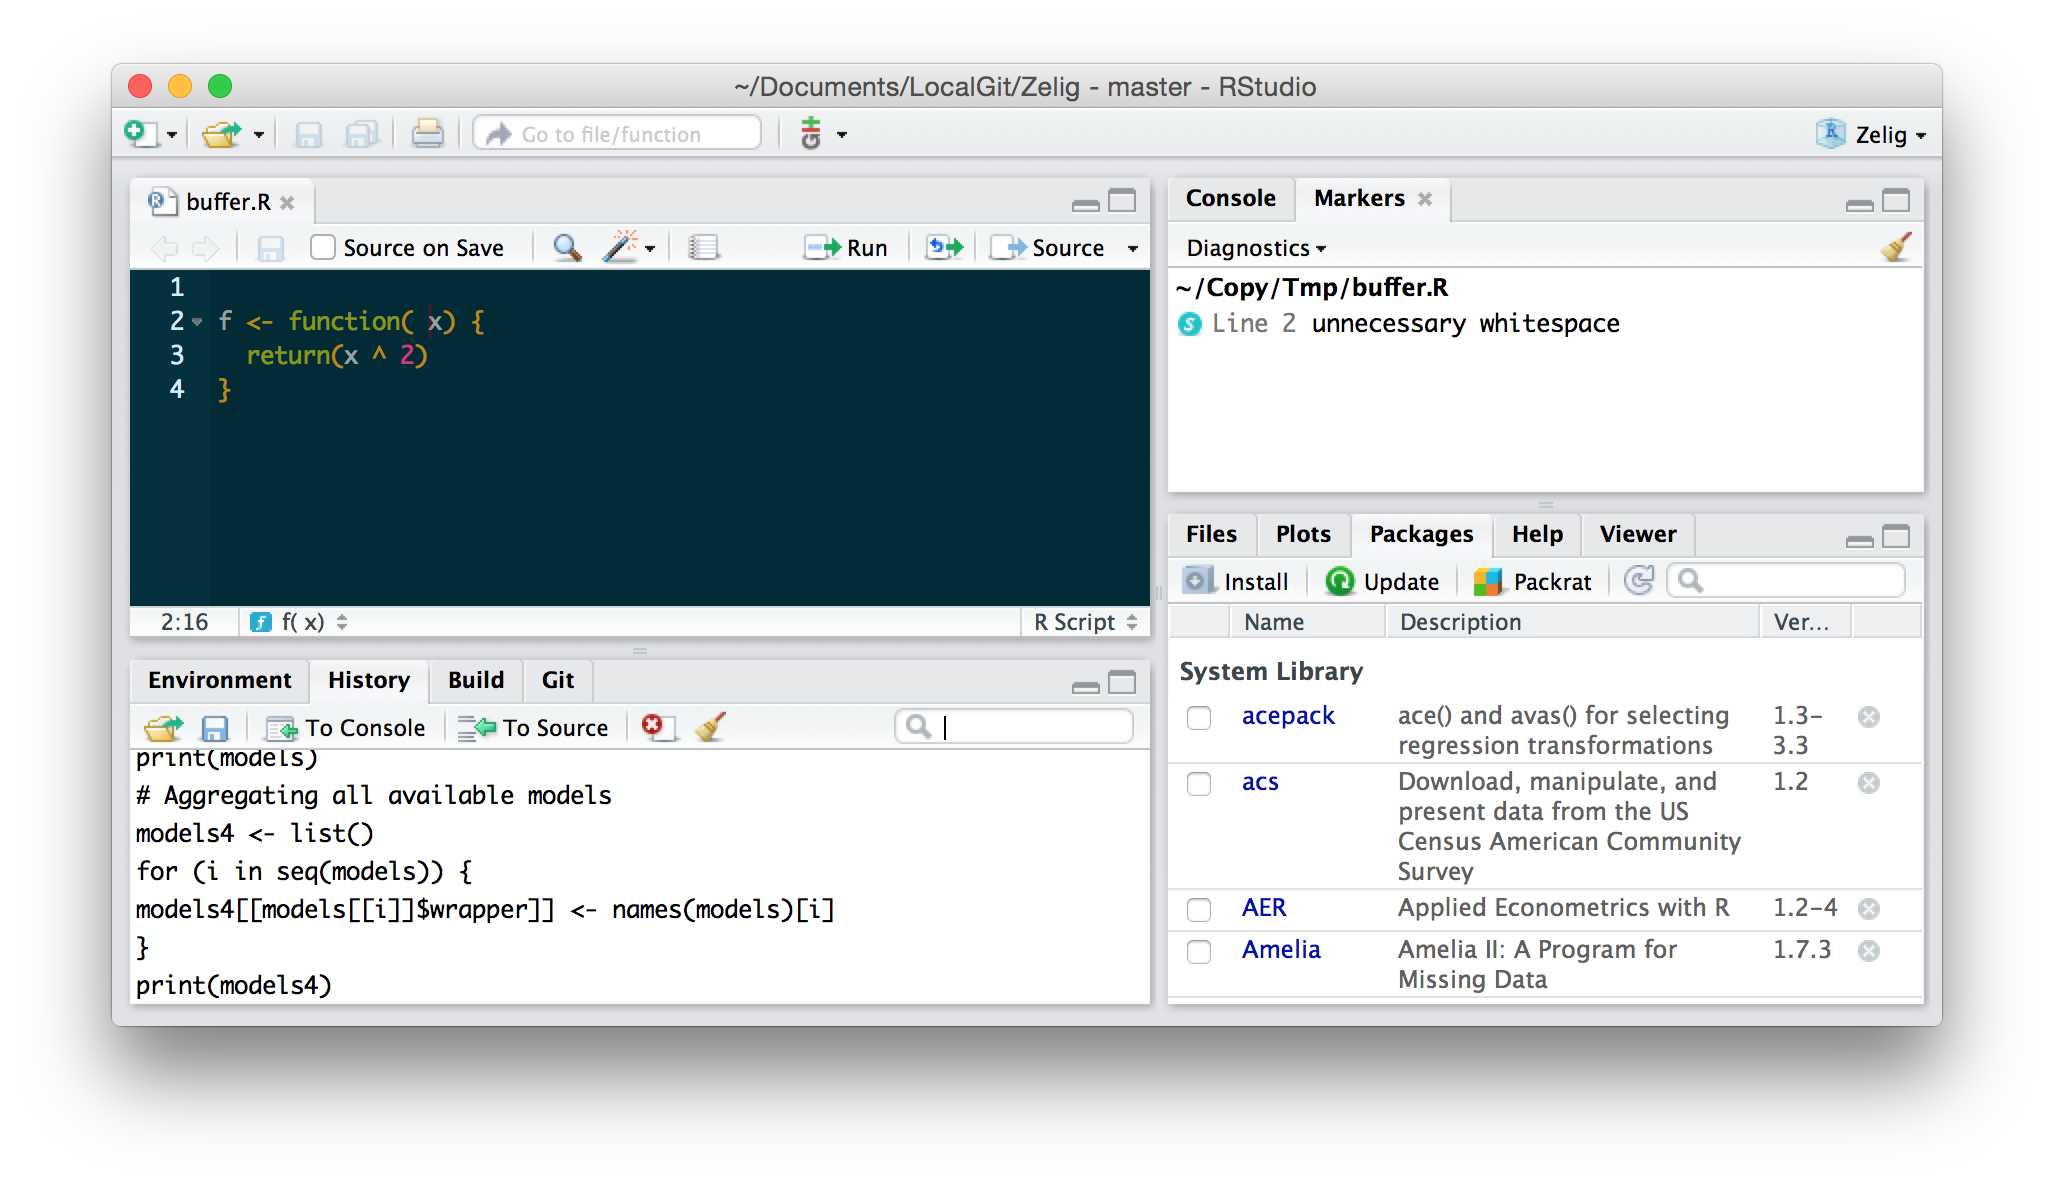 ~/Documents/LocalGit/Zelig - master - RStudio
Go to file/function
Zelig
buffer.R
Source on Save
Run
Source
1
2 f <- function( x) {
3 return(x ^ 2)
4 }
2:16 f( x) R Script
Console Markers
Diagnostics
~/Copy/Tmp/buffer.R
Line 2 unnecessary whitespace
Environment History Build Git
To Console To Source
print(models)
# Aggregating all available models
models4 <- list()
for (i in seq(models)) {
models4[[models[[i]]$wrapper]] <- names(models)[i]
}
print(models4)
Files Plots Packages Help Viewer
Install Update Packrat
Name Description Ver...
System Library
acepack ace() and avas() for selecting 1.3-
regression transformations 3.3
acs Download, manipulate, and 1.2
present data from the US
Census American Community
Survey
AER Applied Econometrics with R 1.2-4
Amelia Amelia II: A Program for 1.7.3
Missing Data